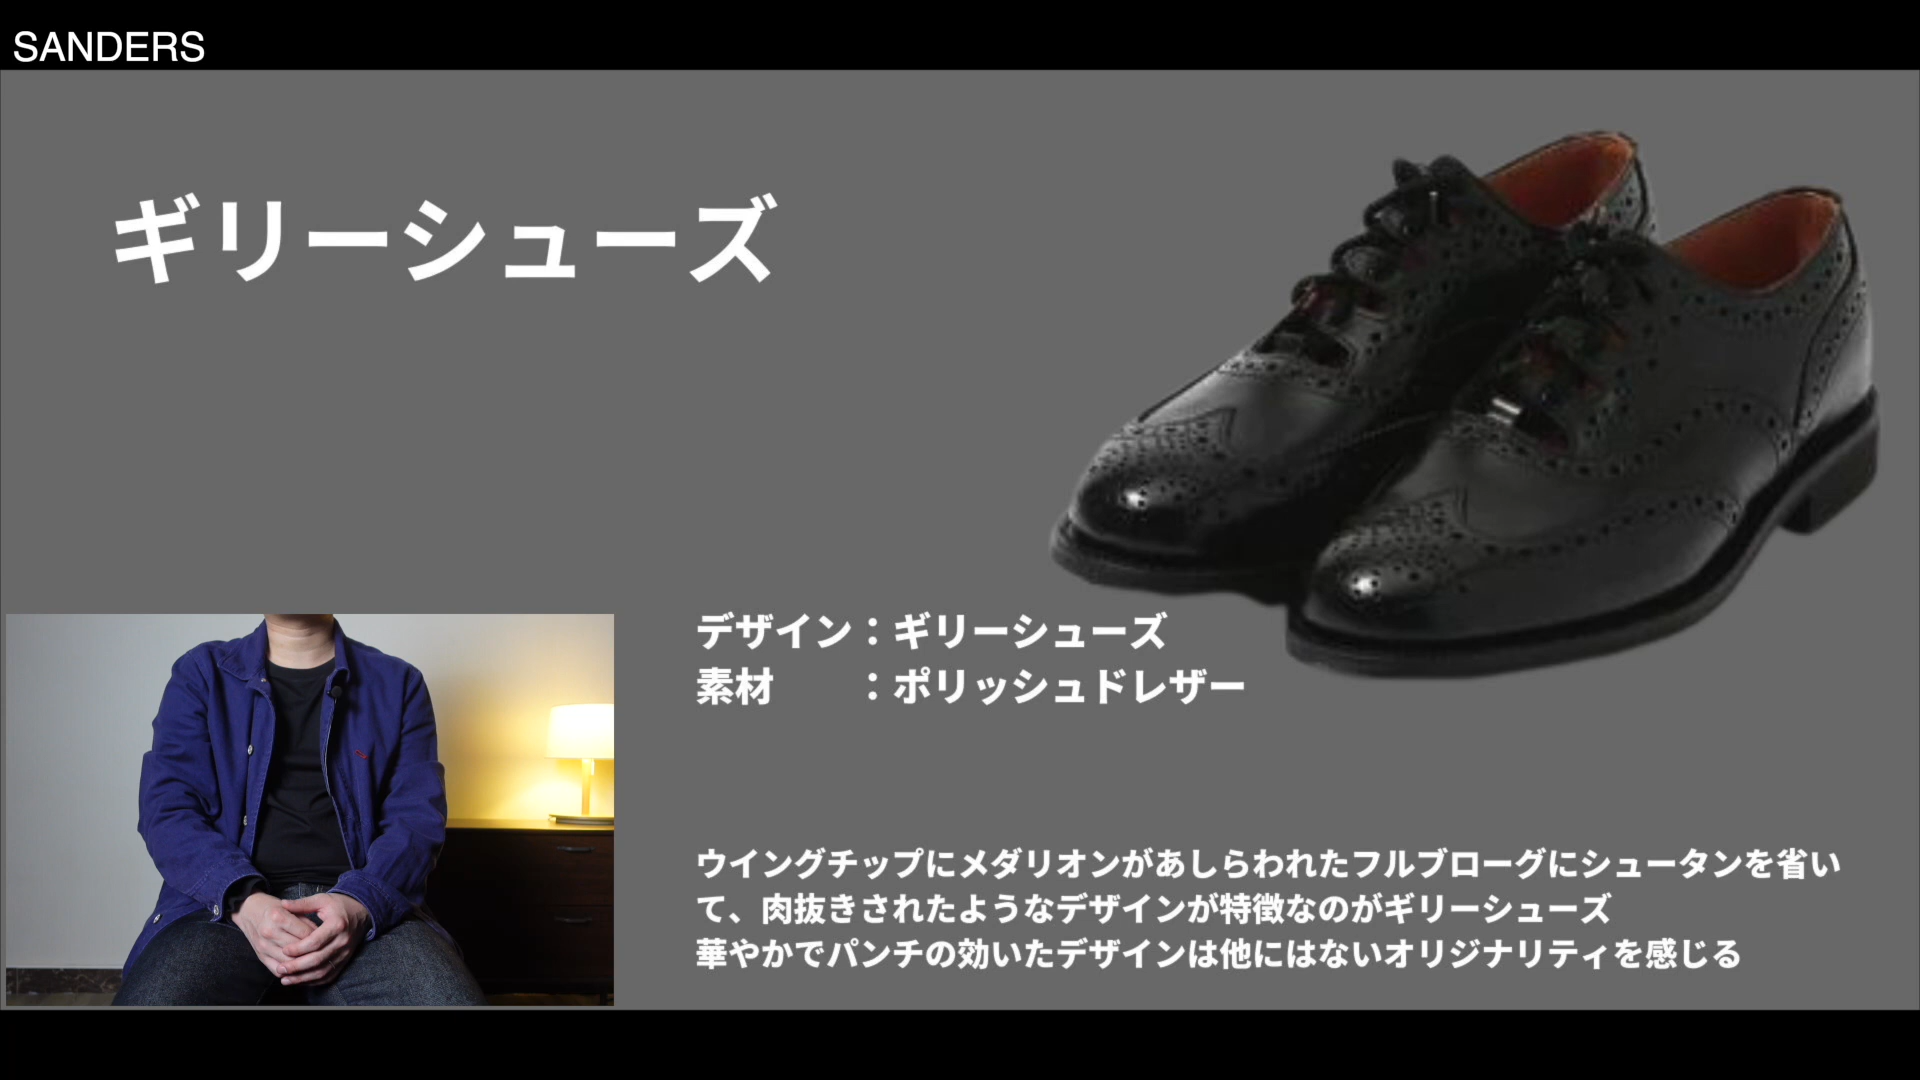 SANDERS
ギリーシューズ
デザイン：ギリーシューズ
素材　　：ポリッシュドレザー
ウイングチップにメダリオンがあしらわれたフルブローグにシュータンを省い
て、肉抜きされたようなデザインが特徴なのがギリーシューズ
華やかでパンチの効いたデザインは他にはないオリジナリティを感じる